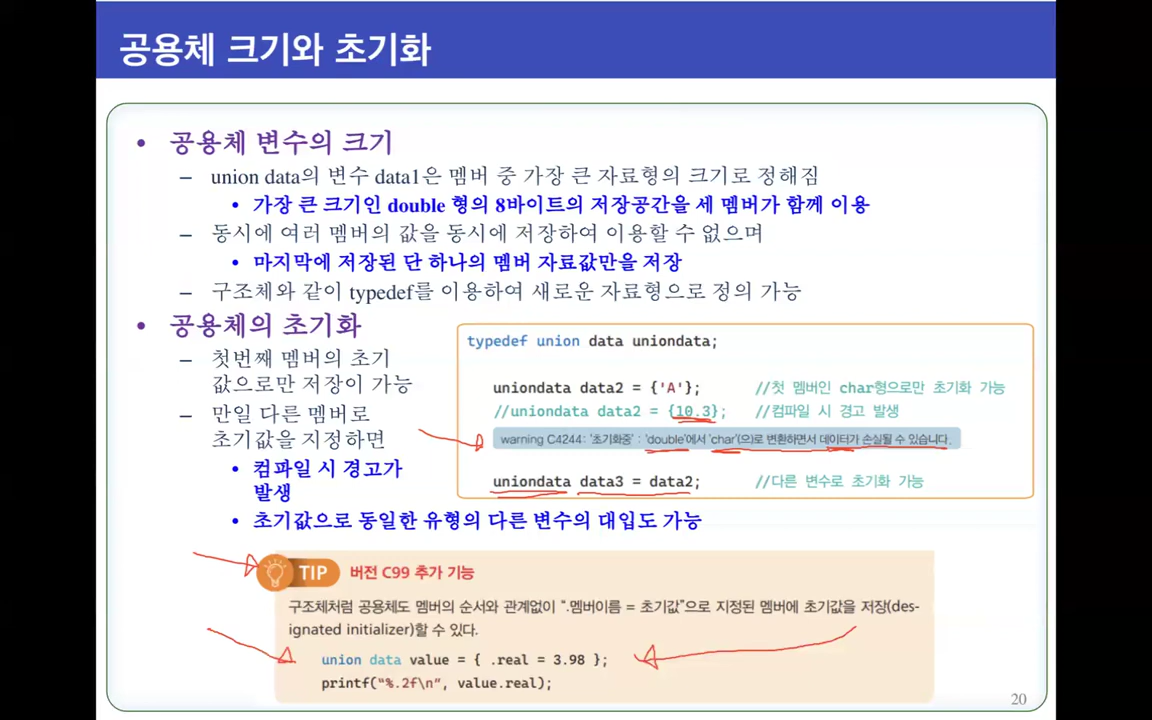 공용체 크기와 초기화
• 공용체 변수의 크기
– union data의 변수 data1은 멤버 중 가장 큰 자료형의 크기로 정해짐
• 가장 큰 크기인 double 형의 8바이트의 저장공간을 세 멤버가 함께 이용
– 동시에 여러 멤버의 값을 동시에 저장하여 이용할 수 없으며
• 마지막에 저장된 단 하나의 멤버 자료값만을 저장
– 구조체와 같이 typedef를 이용하여 새로운 자료형으로 정의 가능
• 공용체의 초기화
– 첫번째 멤버의 초기
값으로만 저장이 가능
– 만일 다른 멤버로
초기값을 지정하면
• 컴파일 시 경고가
발생
• 초기값으로 동일한 유형의 다른 변수의 대입도 가능
typedef union data uniondata;
uniondata data2 = {'A'}; //첫 멤버인 char형으로만 초기화 가능
//uniondata data2 = {10.3}; //컴파일 시 경고 발생
warning C4244: '초기화중' : 'double'에서 'char'(으)로 변환하면서 데이터가 손실될 수 있습니다.
uniondata data3 = data2; //다른 변수로 초기화 가능
TIP 버전 C99 추가 기능
구조체처럼 공용체도 멤버의 순서와 관계없이 “.멤버이름 = 초기값”으로 지정된 멤버에 초기값을 저장(des-
ignated initializer)할 수 있다.
union data value = { .real = 3.98 };
printf(“%.2f\n”, value.real);
20